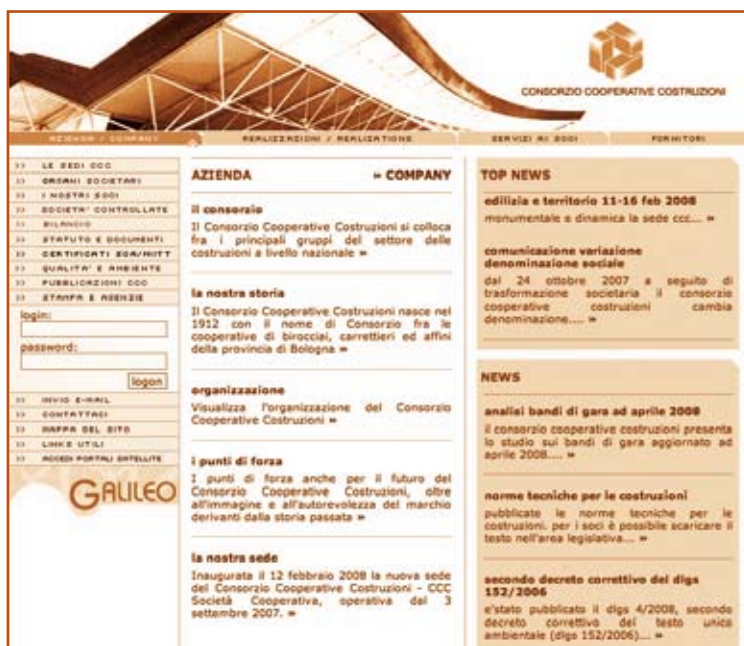 CONSORZIO COOPERATIVE COSTRUZIONI
AZIENDA / COMPANY
REALIZZAZIONI / REALIZATIONS
SERVIZI AI SOCI
FORNITORI
>> LE SEDI CCC
>> ORGANI SOCIETARI
>> I NOSTRI SOCI
>> SOCIETA' CONTROLLATE
>> BILANCIO
>> STATUTO E DOCUMENTI
>> CERTIFICATI SOA/MITT
>> QUALITA' E AMBIENTE
>> PUBBLICAZIONI CCC
>> STAMPA E AGENZIE
login:
password:
logon
>> INVIO E-MAIL
>> CONTATTACI
>> MAPPA DEL SITO
>> LINKS UTILI
>> ACCEDI PORTALI SATELLITE
GALILEO
AZIENDA
» COMPANY
il consorzio
Il Consorzio Cooperative Costruzioni si colloca
fra i principali gruppi del settore delle
costruzioni a livello nazionale »
la nostra storia
Il Consorzio Cooperative Costruzioni nasce nel
1912 con il nome di Consorzio fra le
cooperative di birocciai, carrettieri ed affini
della provincia di Bologna »
organizzazione
Visualizza l'organizzazione del Consorzio
Cooperative Costruzioni »
i punti di forza
I punti di forza anche per il futuro del
Consorzio Cooperative Costruzioni, oltre
all'immagine e all'autorevolezza del marchio
derivanti dalla storia passata »
la nostra sede
Inaugurata il 12 febbraio 2008 la nuova sede
del Consorzio Cooperative Costruzioni - CCC
Società Cooperativa, operativa dal 3
settembre 2007. »
TOP NEWS
edilizia e territorio 11-16 feb 2008
monumentale e dinamica la sede ccc... »
comunicazione variazione
denominazione sociale
dal 24 ottobre 2007 a seguito di
trasformazione societaria il consorzio
cooperative costruzioni cambia
denominazione.... »
NEWS
analisi bandi di gara ad aprile 2008
il consorzio cooperative costruzioni presenta
lo studio sui bandi di gara aggiornato ad
aprile 2008.... »
norme tecniche per le costruzioni
pubblicate le norme tecniche per le
costruzioni. per i soci è possibile scaricare il
testo nell'area legislativa... »
secondo decreto correttivo del dlgs
152/2006
e'stato pubblicato il dlgs 4/2008, secondo
decreto correttivo del testo unico
ambientale (dlgs 152/2006)... »